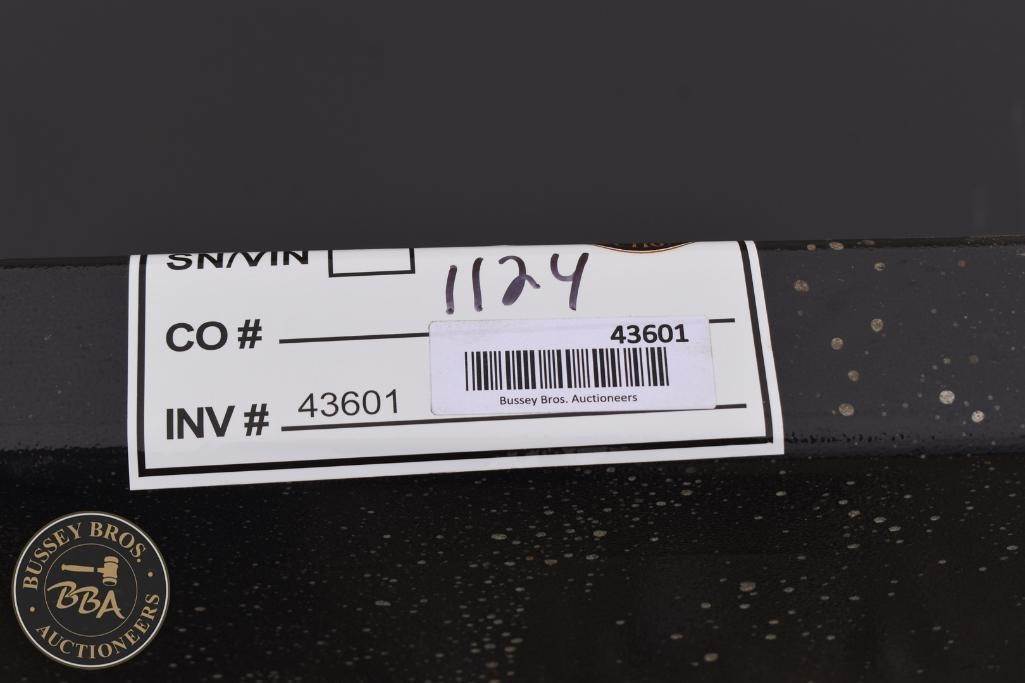 SN/VIN
1124
CO #
43601
Bussey Bros. Auctioneers
INV # 43601
BUSSEY BROS.
BBA
AUCTIONEERS